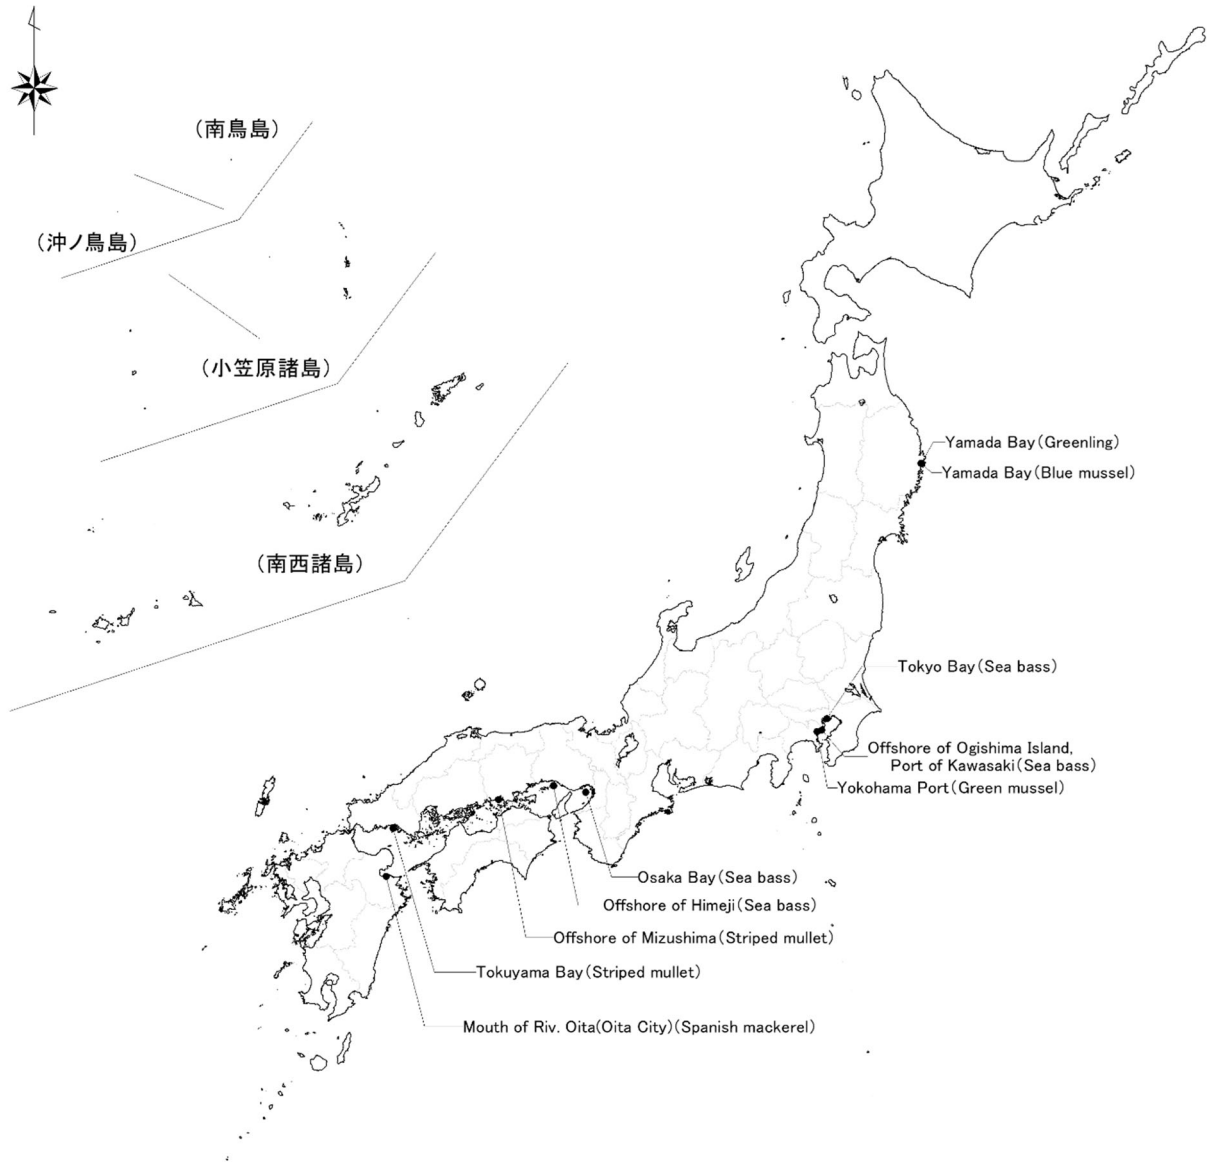 (南鳥島)
(沖ノ鳥島)
(小笠原諸島)
(南西諸島)
Yamada Bay(Greenling)
Yamada Bay(Blue mussel)
Tokyo Bay(Sea bass)
Offshore of Ogishima Island,
Port of Kawasaki(Sea bass)
Yokohama Port(Green mussel)
Osaka Bay(Sea bass)
Offshore of Himeji(Sea bass)
Offshore of Mizushima(Striped mullet)
Tokuyama Bay(Striped mullet)
Mouth of Riv. Oita(Oita City)(Spanish mackerel)